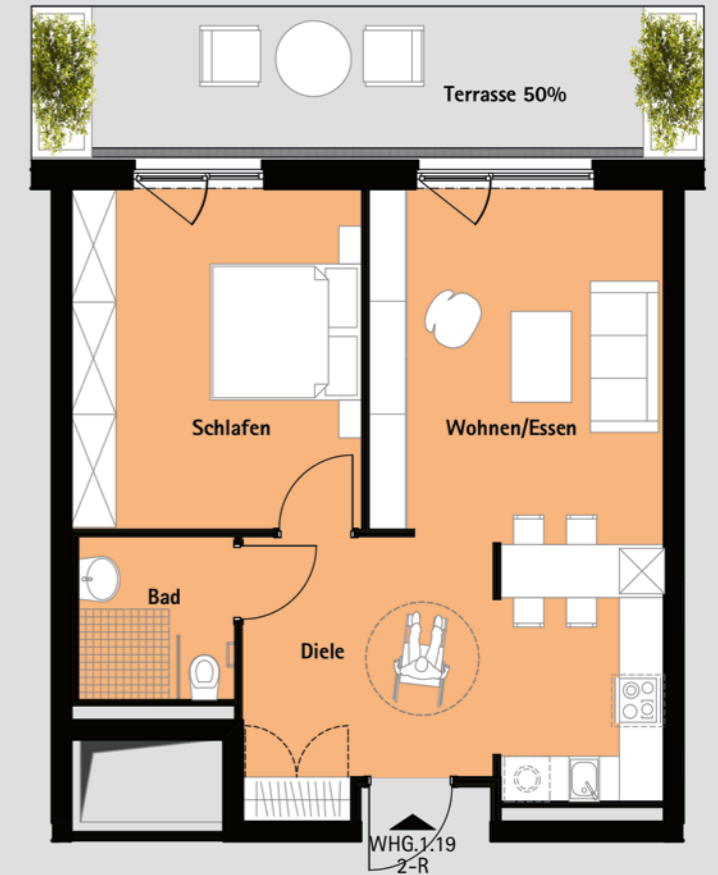 Terrasse 50%
Schlafen
Wohnen/Essen
Bad
Diele
WHG.1.19
2-R